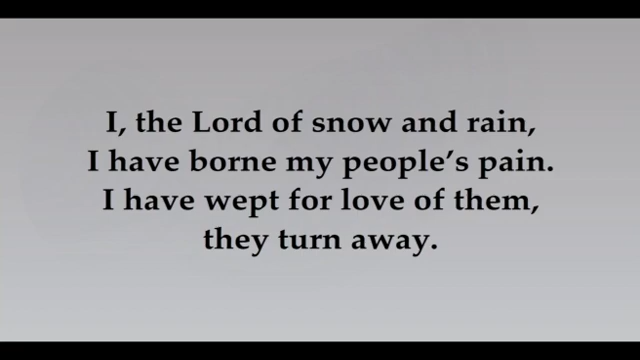 I, the Lord of snow and rain,
I have borne my people’s pain.
I have wept for love of them,
they turn away.